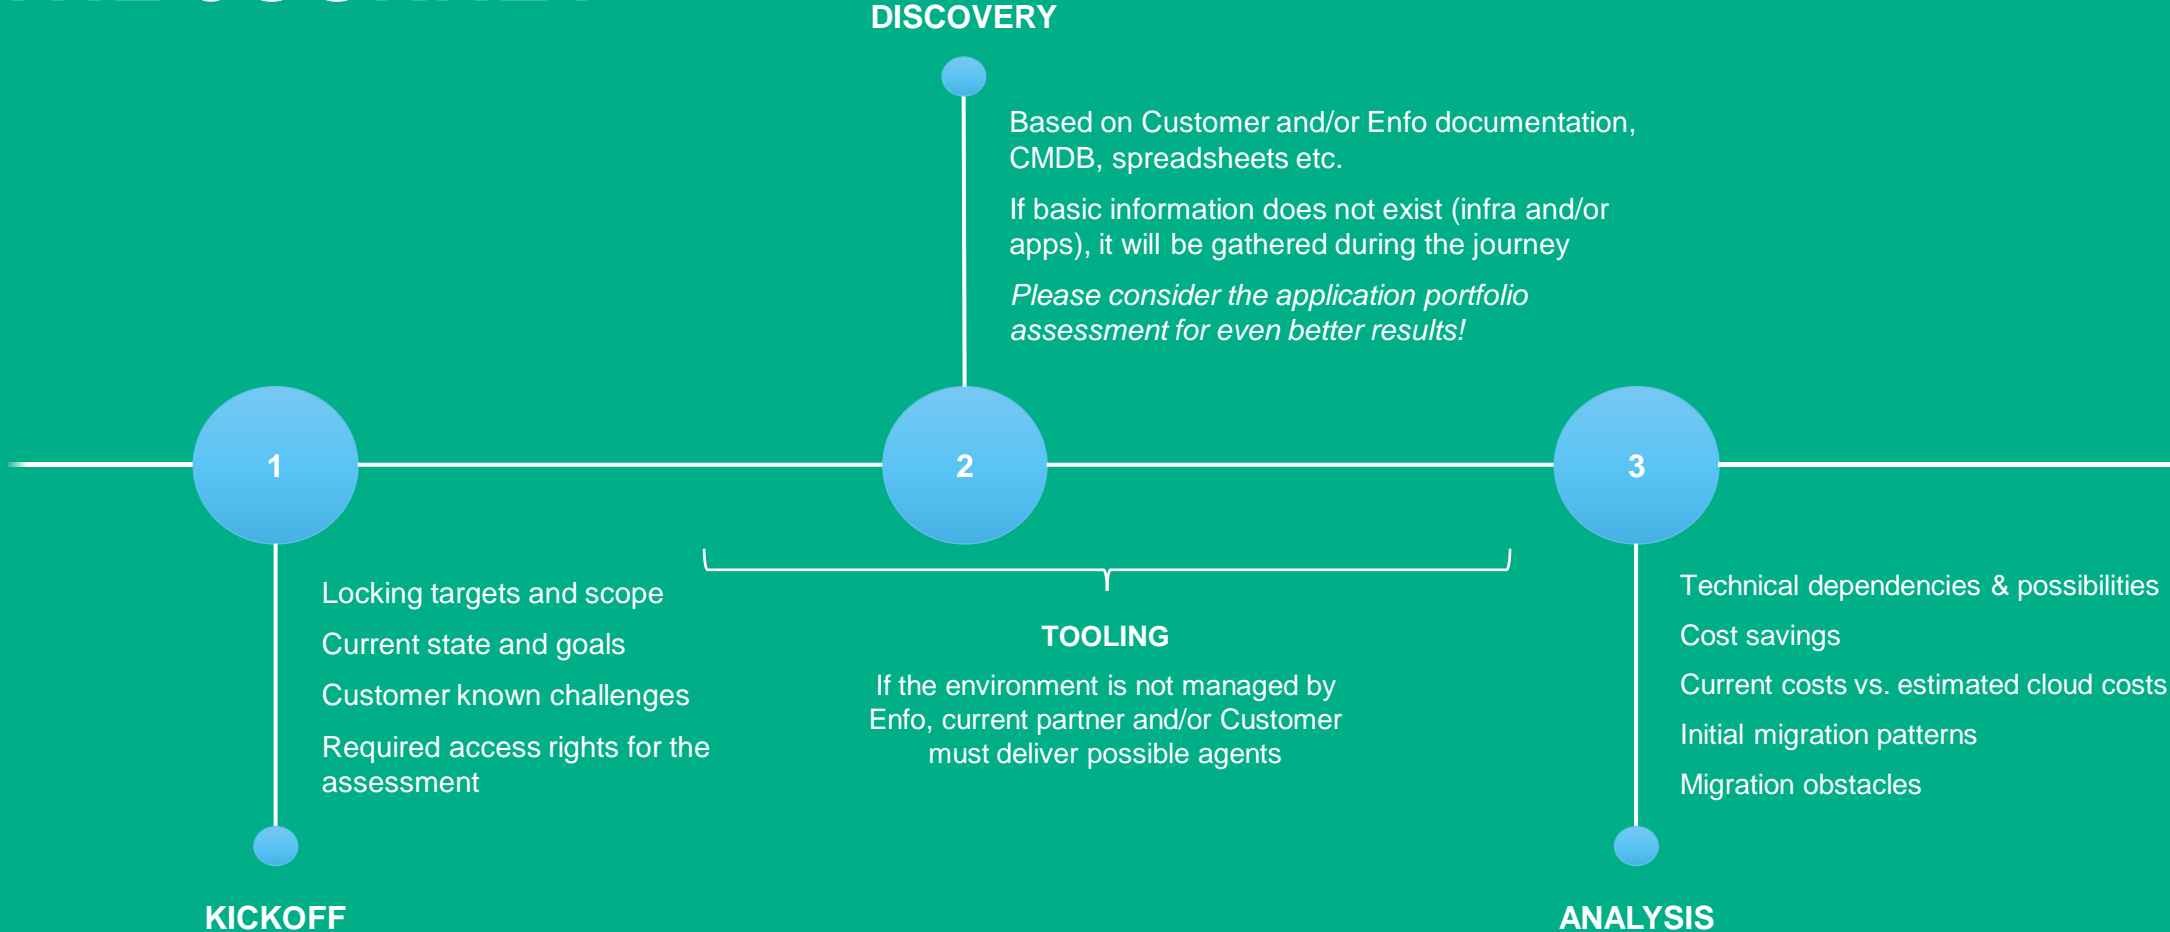 DISCOVERY
Based on Customer and/or Enfo documentation,
CMDB, spreadsheets etc.
If basic information does not exist (infra and/or
apps), it will be gathered during the journey
Please consider the application portfolio
assessment for even better results!
1
2
3
Locking targets and scope
Current state and goals
Customer known challenges
Required access rights for the
assessment
KICKOFF
TOOLING
If the environment is not managed by
Enfo, current partner and/or Customer
must deliver possible agents
Technical dependencies & possibilities
Cost savings
Current costs vs. estimated cloud costs
Initial migration patterns
Migration obstacles
ANALYSIS